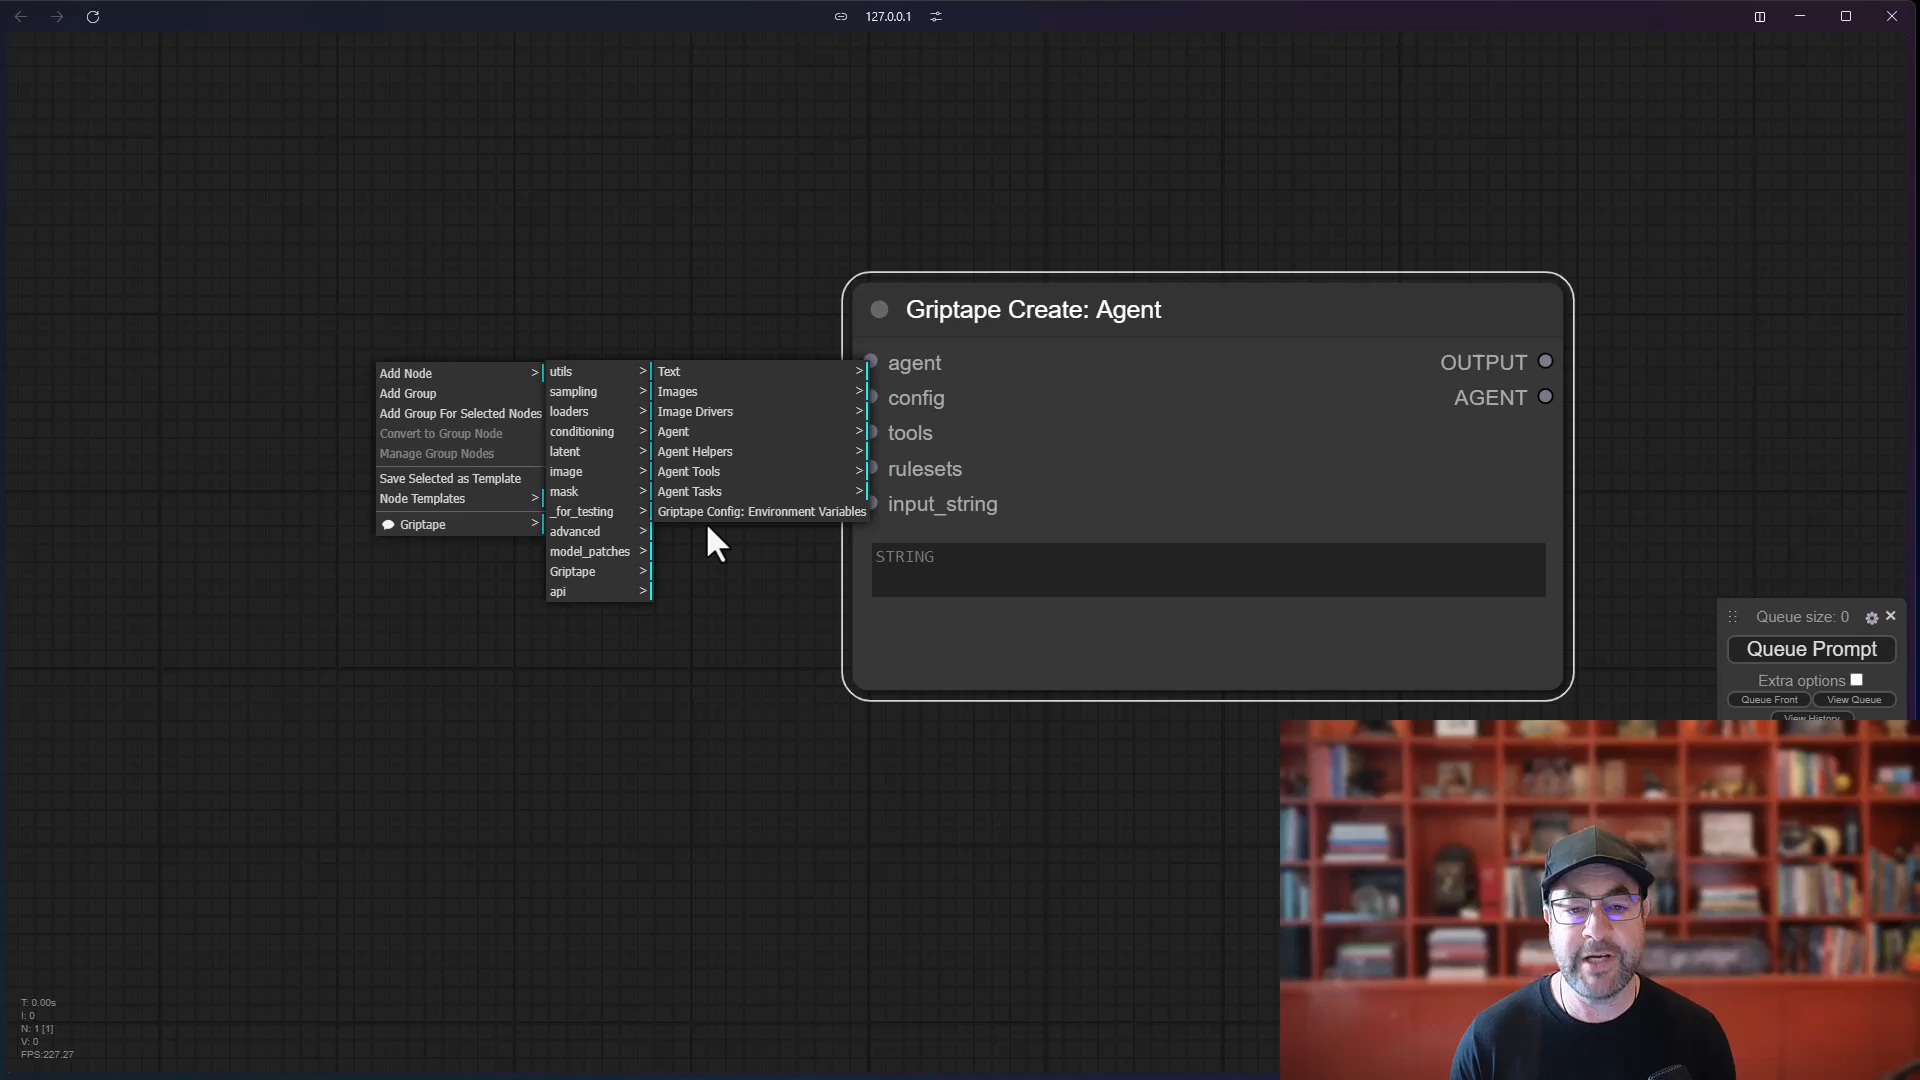 127.0.0.1
Griptape Create: Agent
agent
OUTPUT
config
AGENT
tools
rulesets
input_string
STRING
Add Node >
Add Group
Add Group For Selected Nodes
Convert to Group Node
Manage Group Nodes
Save Selected as Template
Node Templates >
Griptape >
utils >
sampling >
loaders >
conditioning >
latent >
image >
mask >
_for_testing >
advanced >
model_patches >
Griptape >
api >
Text >
Images >
Image Drivers >
Agent >
Agent Helpers >
Agent Tools >
Agent Tasks >
Griptape Config: Environment Variables
Queue size: 0
Queue Prompt
Extra options
Queue Front
View Queue
View History
T: 0.00s
I: 0
N: 1 [1]
V: 0
FPS:227.27